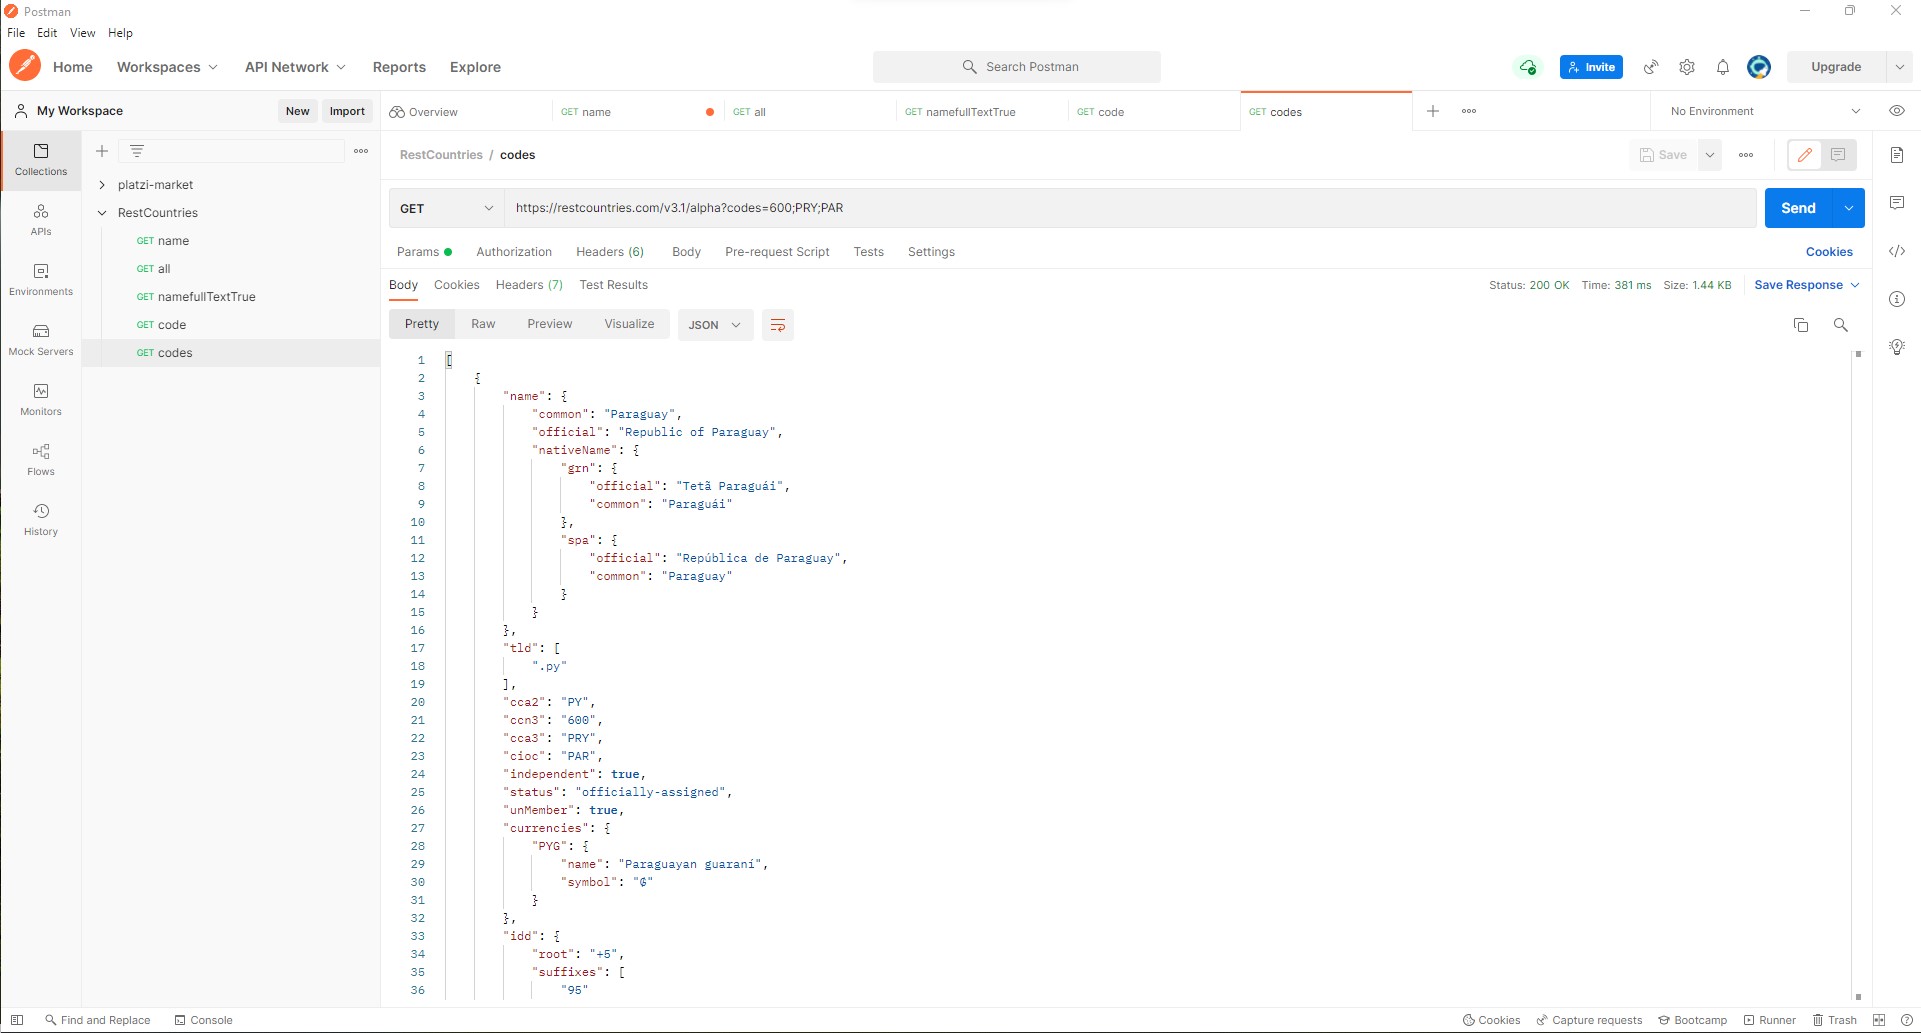 Postman
File Edit View Help
Home Workspaces API Network Reports Explore Search Postman Invite Upgrade
My Workspace New Import Overview GET name GET all GET namefullTextTrue GET code GET codes No Environment
Collections
APIs
Environments
Mock Servers
Monitors
Flows
History
platzi-market
RestCountries
GET name
GET all
GET namefullTextTrue
GET code
GET codes
RestCountries / codes Save
GET https://restcountries.com/v3.1/alpha?codes=600;PRY;PAR Send
Params Authorization Headers (6) Body Pre-request Script Tests Settings Cookies
Body Cookies Headers (7) Test Results Status: 200 OK Time: 381 ms Size: 1.44 KB Save Response
Pretty Raw Preview Visualize JSON
1 [
2 {
3 "name": {
4 "common": "Paraguay",
5 "official": "Republic of Paraguay",
6 "nativeName": {
7 "grn": {
8 "official": "Tetã Paraguái",
9 "common": "Paraguái"
10 },
11 "spa": {
12 "official": "República de Paraguay",
13 "common": "Paraguay"
14 }
15 }
16 },
17 "tld": [
18 ".py"
19 ],
20 "cca2": "PY",
21 "ccn3": "600",
22 "cca3": "PRY",
23 "cioc": "PAR",
24 "independent": true,
25 "status": "officially-assigned",
26 "unMember": true,
27 "currencies": {
28 "PYG": {
29 "name": "Paraguayan guaraní",
30 "symbol": "₲"
31 }
32 },
33 "idd": {
34 "root": "+5",
35 "suffixes": [
36 "95"
Find and Replace Console Cookies Capture requests Bootcamp Runner Trash